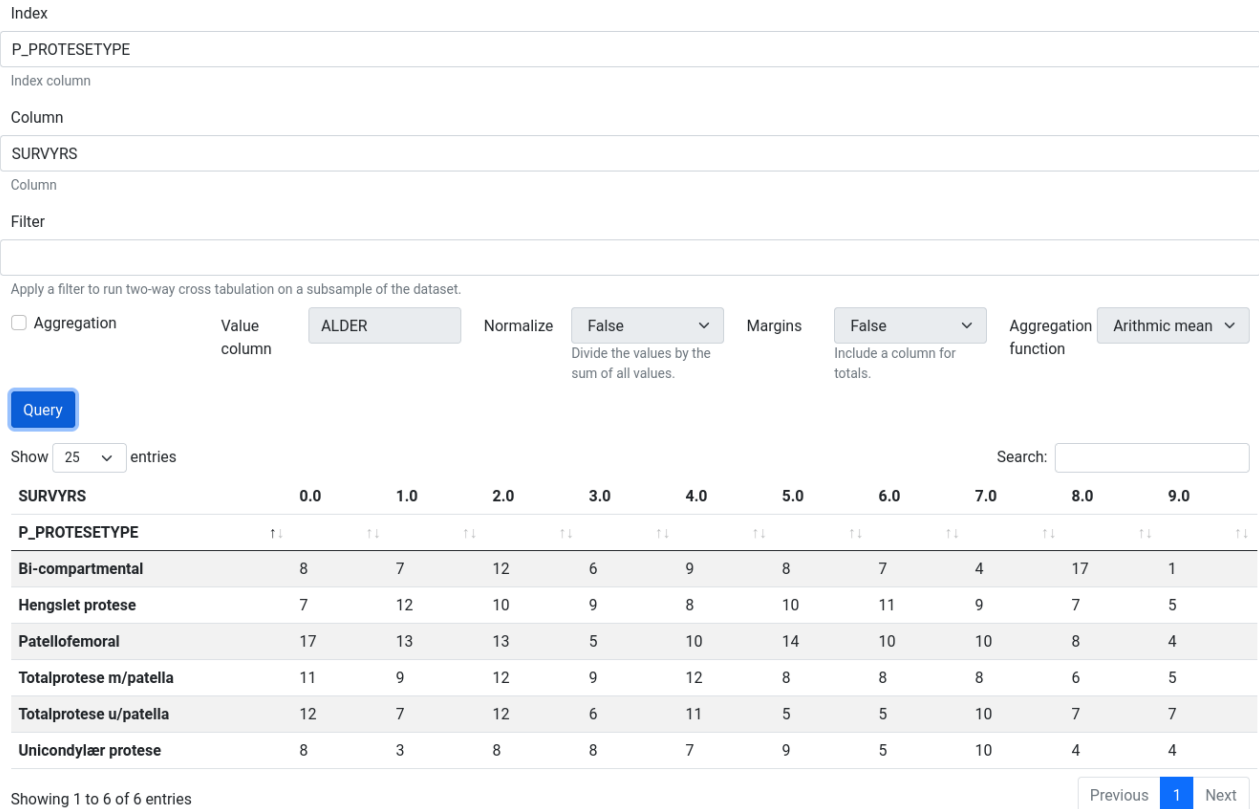 Index
P_PROTESETYPE
Index column
Column
SURVYRS
Column
Filter
Apply a filter to run two-way cross tabulation on a subsample of the dataset.
Aggregation Value column ALDER Normalize False Margins False Aggregation function Arithmic mean
Divide the values by the sum of all values. Include a column for totals.
Query
Show 25 entries Search:
SURVYRS 0.0 1.0 2.0 3.0 4.0 5.0 6.0 7.0 8.0 9.0
P_PROTESETYPE
Bi-compartmental 8 7 12 6 9 8 7 4 17 1
Hengslet protese 7 12 10 9 8 10 11 9 7 5
Patellofemoral 17 13 13 5 10 14 10 10 8 4
Totalprotese m/patella 11 9 12 9 12 8 8 8 6 5
Totalprotese u/patella 12 7 12 6 11 5 5 10 7 7
Unicondylær protese 8 3 8 8 7 9 5 10 4 4
Showing 1 to 6 of 6 entries Previous 1 Next